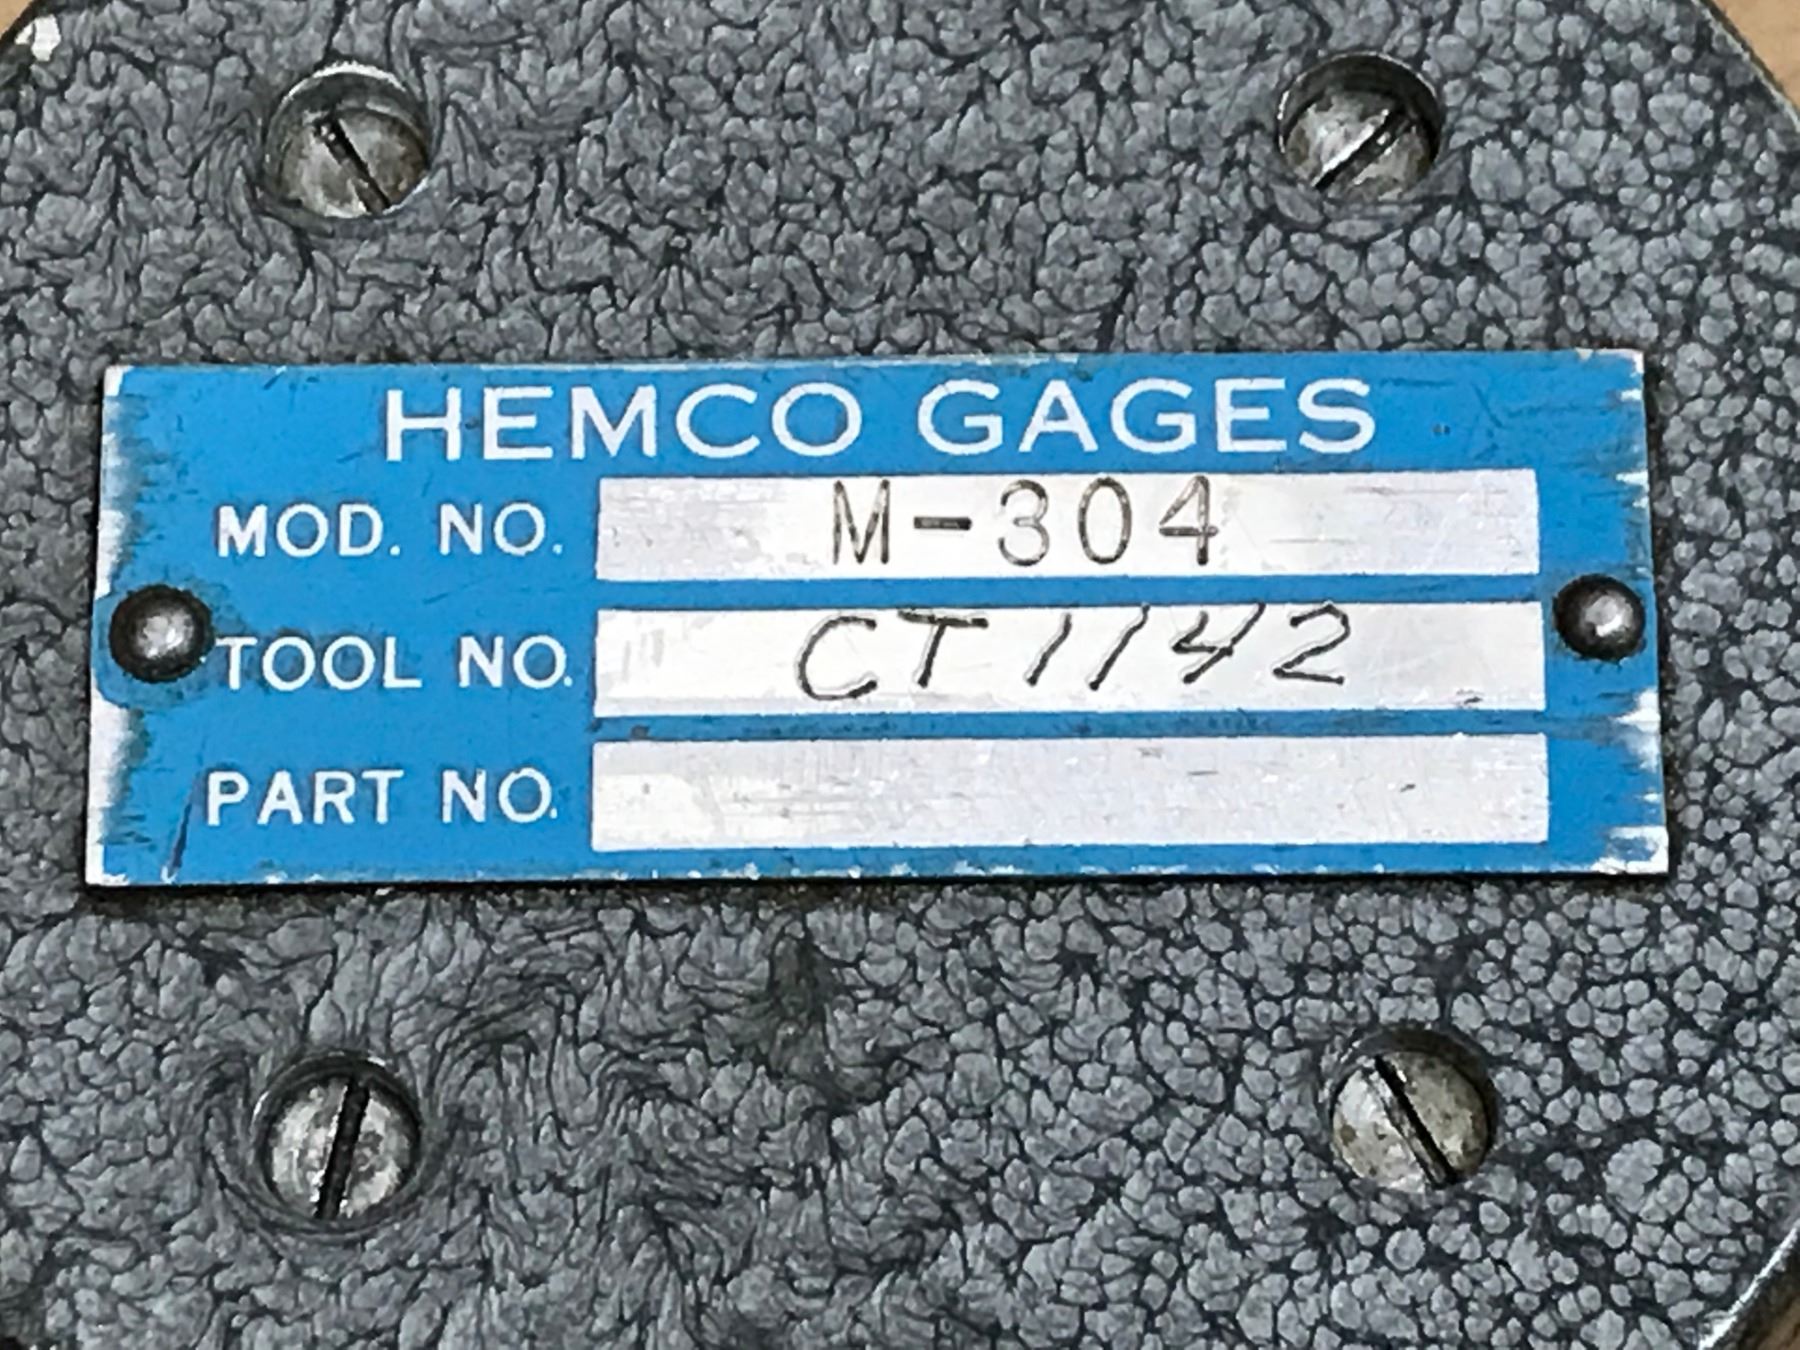 HEMCO GAGES
MOD. NO. M-304
TOOL NO. CT1142
PART NO.